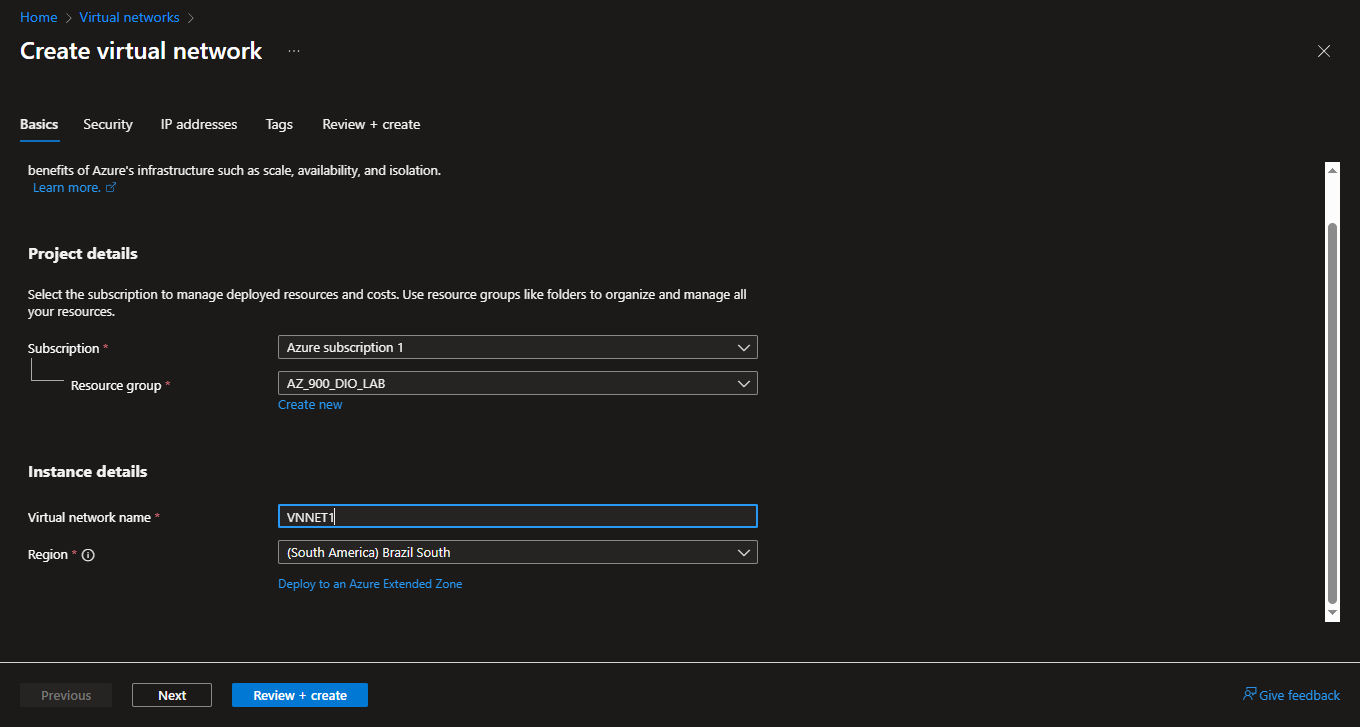 Home > Virtual networks >
Create virtual network ...
Basics Security IP addresses Tags Review + create
benefits of Azure's infrastructure such as scale, availability, and isolation.
Learn more.
Project details
Select the subscription to manage deployed resources and costs. Use resource groups like folders to organize and manage all
your resources.
Subscription * Azure subscription 1
Resource group * AZ_900_DIO_LAB
Create new
Instance details
Virtual network name * VNNET1
Region * (South America) Brazil South
Deploy to an Azure Extended Zone
Previous Next Review + create Give feedback